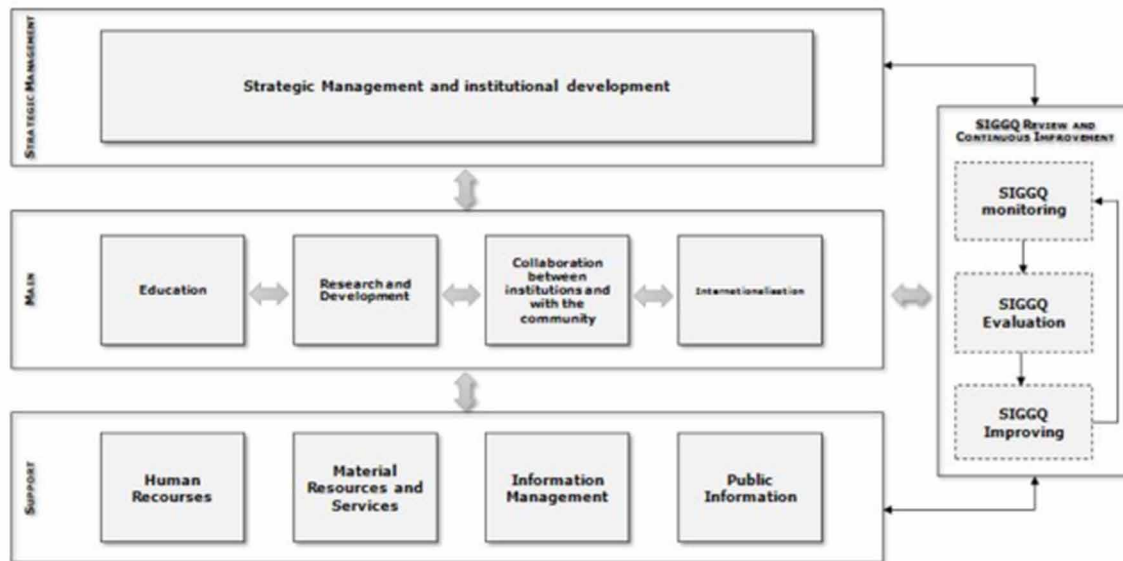 STRATEGIC MANAGEMENT
Strategic Management and institutional development
SIGGQ REVIEW AND
CONTINUOUS IMPROVEMENT
SIGGQ
monitoring
SIGGQ
Evaluation
SIGGQ
Improving
MAIN
Education
Research and
Development
Collaboration
between
institutions and
with the
community
Internationalisation
SUPPORT
Human
Recourses
Material
Resources and
Services
Information
Management
Public
Information